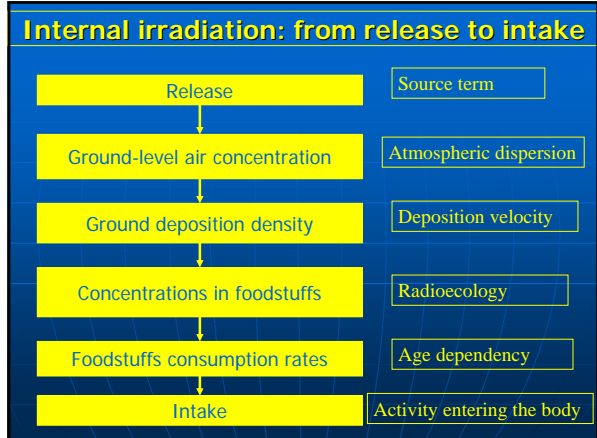 Internal irradiation: from release to intake
Release
Source term
Ground-level air concentration
Atmospheric dispersion
Ground deposition density
Deposition velocity
Concentrations in foodstuffs
Radioecology
Foodstuffs consumption rates
Age dependency
Intake
Activity entering the body